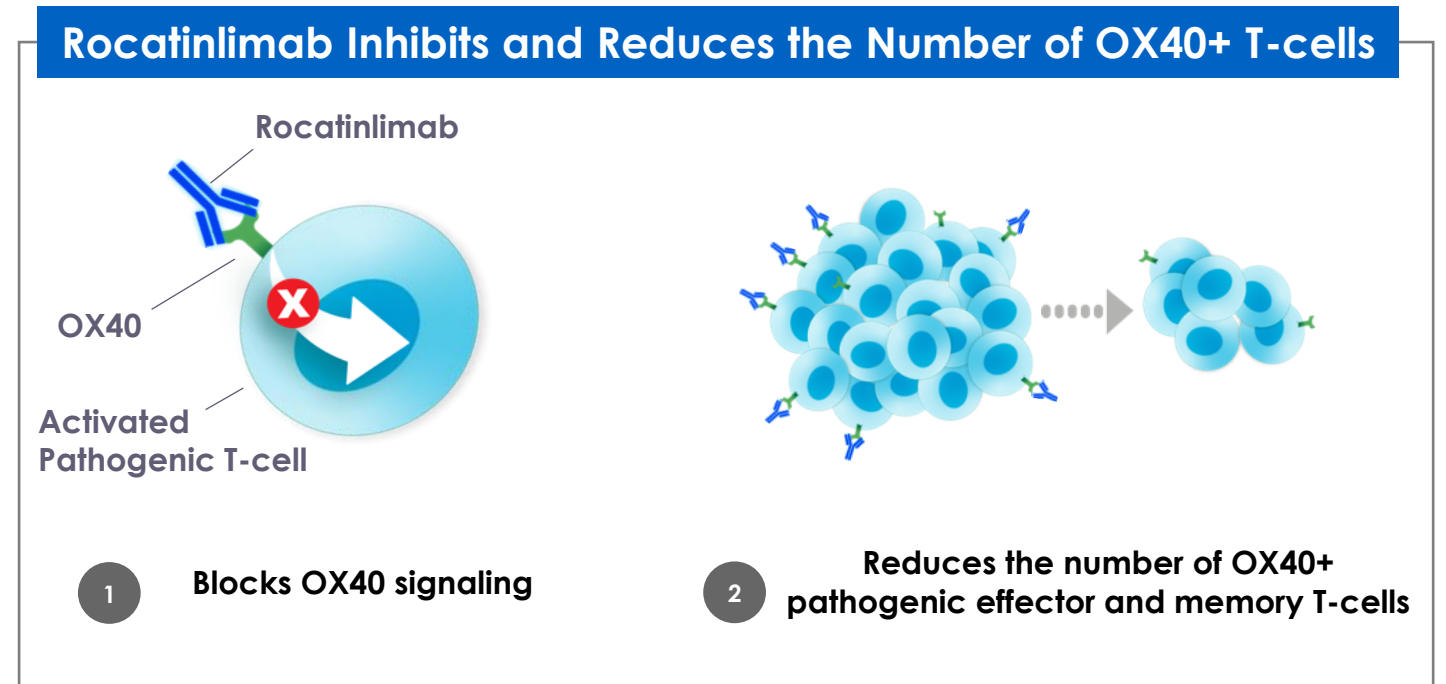 Rocatinlimab Inhibits and Reduces the Number of OX40+ T-cells
Rocatinlimab
X
OX40
Activated
Pathogenic T-cell
1
Blocks OX40 signaling
2
Reduces the number of OX40+
pathogenic effector and memory T-cells